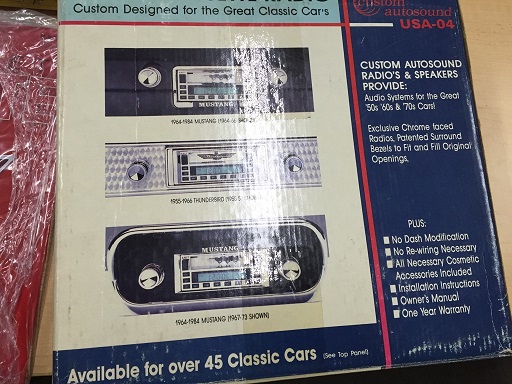 RADIO
Custom Designed for the Great Classic Car's
custom
autosound
USA-04
CUSTOM AUTOSOUND
RADIO'S & SPEAKERS
PROVIDE:
Audio Systems for the Great
'50s '60s & '70s Cars!
Exclusive Chrome faced
Radios, Patented Surround
Bezels to Fit and Fill Original
Openings.
MUSTANG
1964-1984 MUSTANG
1955-1966 THUNDERBIRD
MUSTANG
1964-1984 MUSTANG (1967-73 SHOWN)
PLUS:
No Dash Modification
No Re-wiring Necessary
All Necessary Cosmetic
Accessories Included
Installation Instructions
Owner's Manual
One Year Warranty
Available for over 45 Classic Cars (See Top Panel)